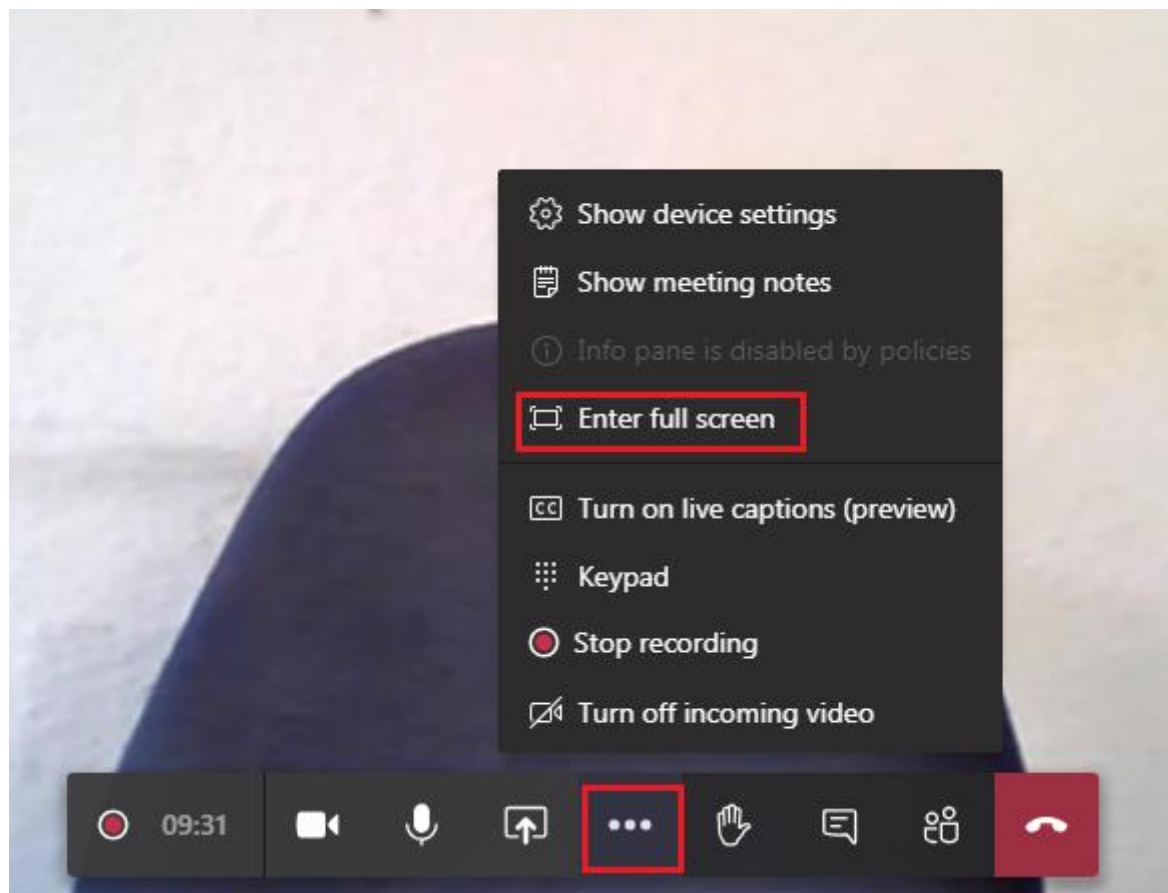 Show device settings
Show meeting notes
Info pane is disabled by policies
Enter full screen
CC Turn on live captions (preview)
Keypad
Stop recording
Turn off incoming video
09:31